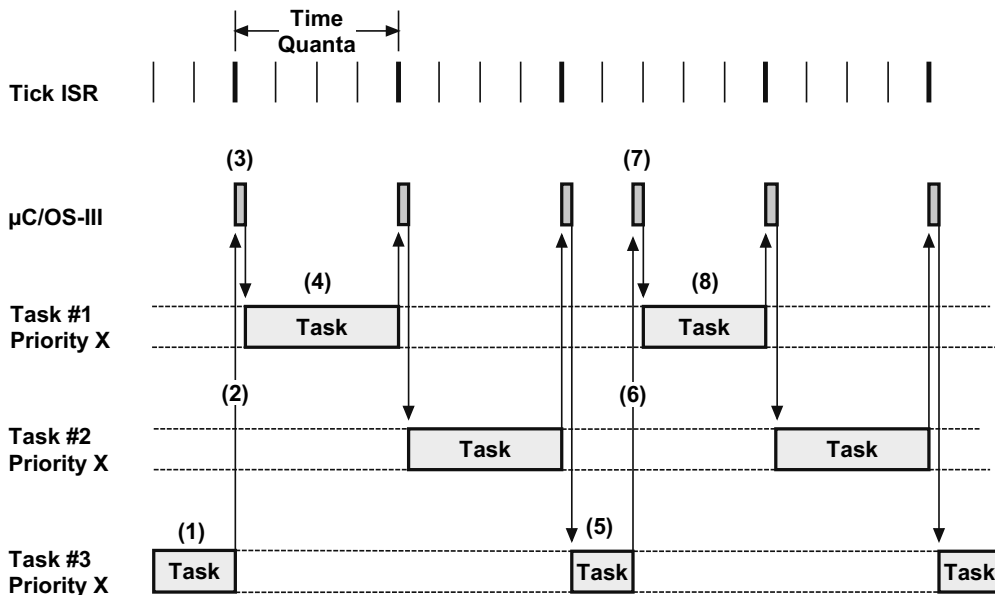 Time
Quanta
Tick ISR
(3)
(7)
µC/OS-III
(4)
(8)
Task #1
Priority X
Task
Task
(2)
(6)
Task #2
Priority X
Task
Task
(1)
(5)
Task #3
Priority X
Task
Task
Task